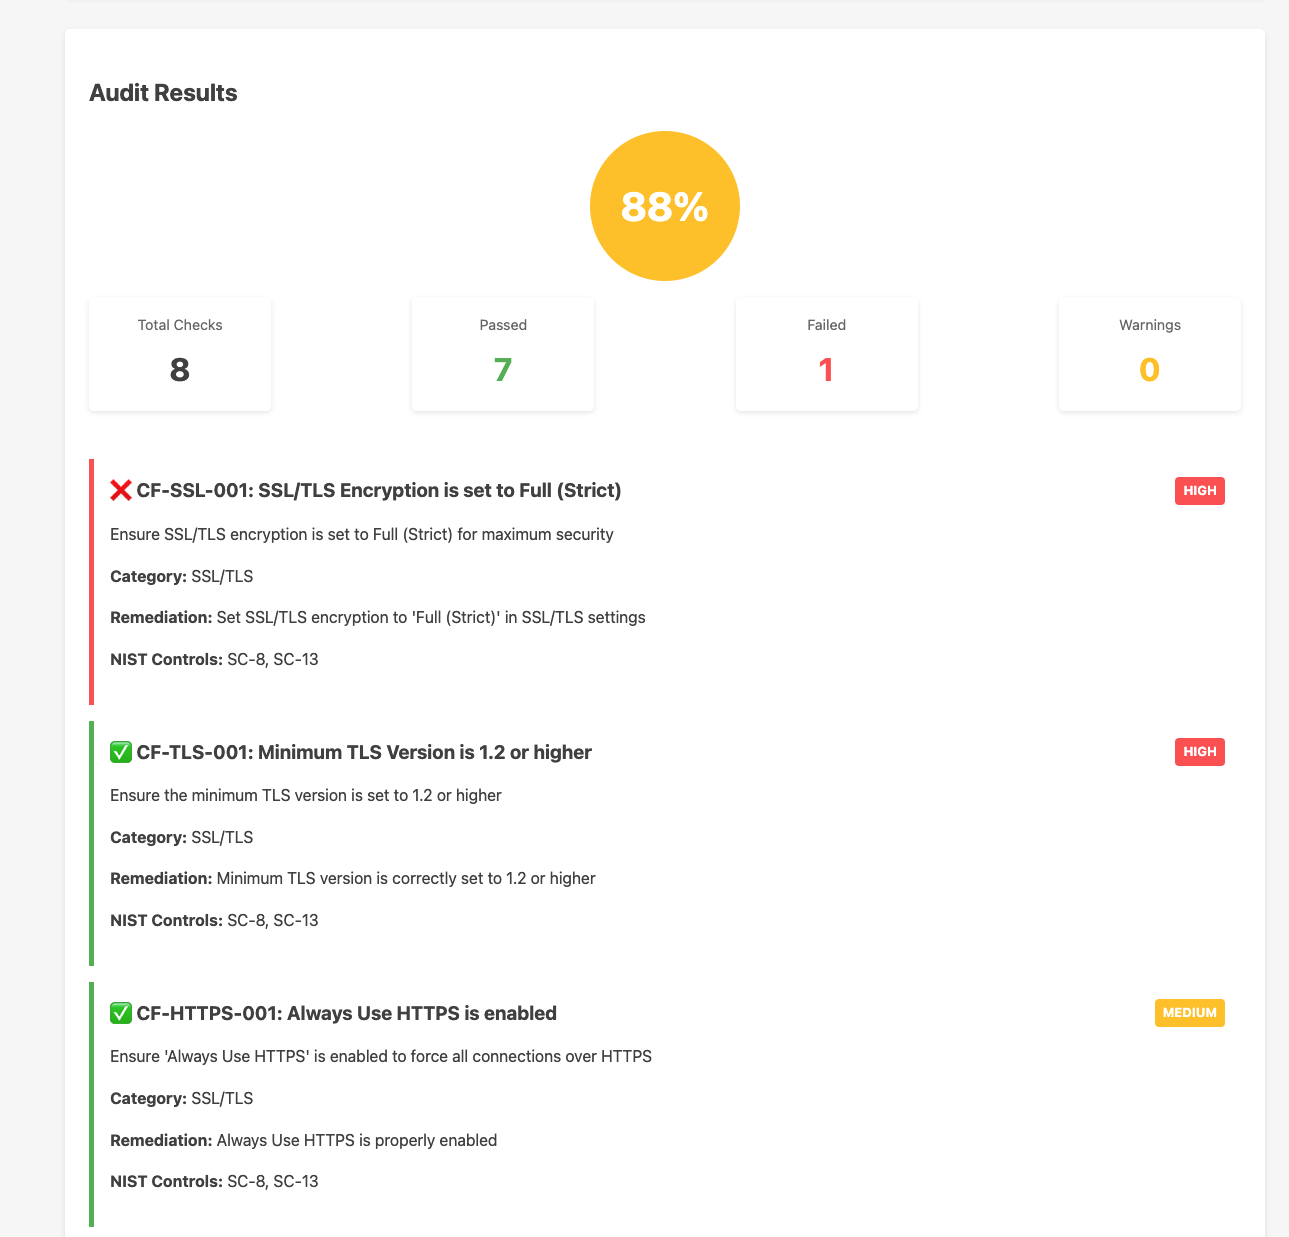 Audit Results
88%
Total Checks
8
Passed
7
Failed
1
Warnings
0
❌ CF-SSL-001: SSL/TLS Encryption is set to Full (Strict)
HIGH
Ensure SSL/TLS encryption is set to Full (Strict) for maximum security
Category: SSL/TLS
Remediation: Set SSL/TLS encryption to 'Full (Strict)' in SSL/TLS settings
NIST Controls: SC-8, SC-13
✅ CF-TLS-001: Minimum TLS Version is 1.2 or higher
HIGH
Ensure the minimum TLS version is set to 1.2 or higher
Category: SSL/TLS
Remediation: Minimum TLS version is correctly set to 1.2 or higher
NIST Controls: SC-8, SC-13
✅ CF-HTTPS-001: Always Use HTTPS is enabled
MEDIUM
Ensure 'Always Use HTTPS' is enabled to force all connections over HTTPS
Category: SSL/TLS
Remediation: Always Use HTTPS is properly enabled
NIST Controls: SC-8, SC-13